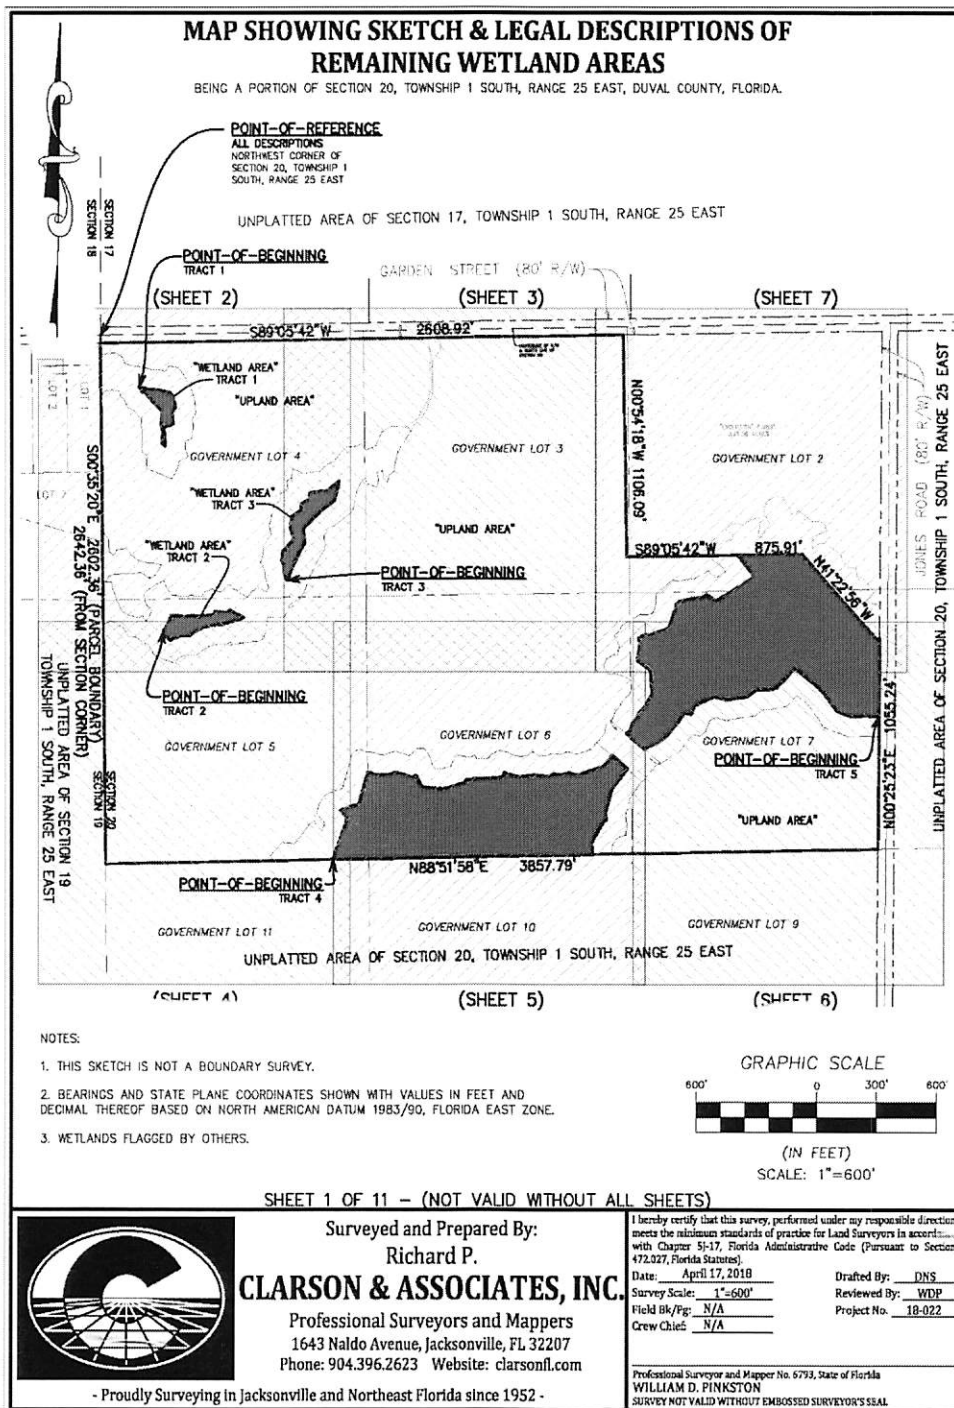 MAP SHOWING SKETCH & LEGAL DESCRIPTIONS OF
REMAINING WETLAND AREAS
BEING A PORTION OF SECTION 20, TOWNSHIP 1 SOUTH, RANGE 25 EAST, DUVAL COUNTY, FLORIDA.
POINT-OF-REFERENCE
ALL DESCRIPTIONS
NORTHWEST CORNER OF
SECTION 20, TOWNSHIP 1
SOUTH, RANGE 25 EAST
SECTION 17
SECTION 18
UNPLATTED AREA OF SECTION 17, TOWNSHIP 1 SOUTH, RANGE 25 EAST
POINT-OF-BEGINNING
TRACT 1
GARDEN STREET (80' R/W)
(SHEET 2)
(SHEET 3)
(SHEET 7)
S89°05'42"W 2608.92'
"WETLAND AREA"
TRACT 1
"UPLAND AREA"
LOT 1
LOT 2
GOVERNMENT LOT 4
GOVERNMENT LOT 3
GOVERNMENT LOT 2
N00°54'18"W 1106.09'
JONES ROAD (80' R/W)
UNPLATTED AREA OF SECTION 20, TOWNSHIP 1 SOUTH, RANGE 25 EAST
LOT 2
"WETLAND AREA"
TRACT 3
"UPLAND AREA"
"WETLAND AREA"
TRACT 2
S89°05'42"W 875.91'
N41°22'56"W
POINT-OF-BEGINNING
TRACT 3
S00°35'20"E 2602.36' (PARCEL BOUNDARY)
2642.36' (FROM SECTION CORNER)
UNPLATTED AREA OF SECTION 19
TOWNSHIP 1 SOUTH, RANGE 25 EAST
POINT-OF-BEGINNING
TRACT 2
GOVERNMENT LOT 5
GOVERNMENT LOT 6
GOVERNMENT LOT 7
POINT-OF-BEGINNING
TRACT 5
N00°25'23"E 1055.24'
SECTION 20
SECTION 19
"UPLAND AREA"
N88°51'58"E 3857.79'
POINT-OF-BEGINNING
TRACT 4
GOVERNMENT LOT 11
GOVERNMENT LOT 10
GOVERNMENT LOT 9
UNPLATTED AREA OF SECTION 20, TOWNSHIP 1 SOUTH, RANGE 25 EAST
(SHEET 4)
(SHEET 5)
(SHEET 6)
NOTES:
1. THIS SKETCH IS NOT A BOUNDARY SURVEY.
2. BEARINGS AND STATE PLANE COORDINATES SHOWN WITH VALUES IN FEET AND
DECIMAL THEREOF BASED ON NORTH AMERICAN DATUM 1983/90, FLORIDA EAST ZONE.
3. WETLANDS FLAGGED BY OTHERS.
GRAPHIC SCALE
600' 0 300' 600'
(IN FEET)
SCALE: 1"=600'
SHEET 1 OF 11 - (NOT VALID WITHOUT ALL SHEETS)
Surveyed and Prepared By:
Richard P.
CLARSON & ASSOCIATES, INC.
Professional Surveyors and Mappers
1643 Naldo Avenue, Jacksonville, FL 32207
Phone: 904.396.2623 Website: clarsonfl.com
- Proudly Surveying in Jacksonville and Northeast Florida since 1952 -
I hereby certify that this survey, performed under my responsible direction
meets the minimum standards of practice for Land Surveyors in
with Chapter 5J-17, Florida Administrative Code (Pursuant to Section
472.027, Florida Statutes).
Date: April 17, 2018 Drafted By: DNS
Survey Scale: 1"=600' Reviewed By: WDP
Field Bk/Pg: N/A Project No. 18-022
Crew Chief: N/A
Professional Surveyor and Mapper No. 6793, State of Florida
WILLIAM D. PINKSTON
SURVEY NOT VALID WITHOUT EMBOSSED SURVEYOR'S SEAL